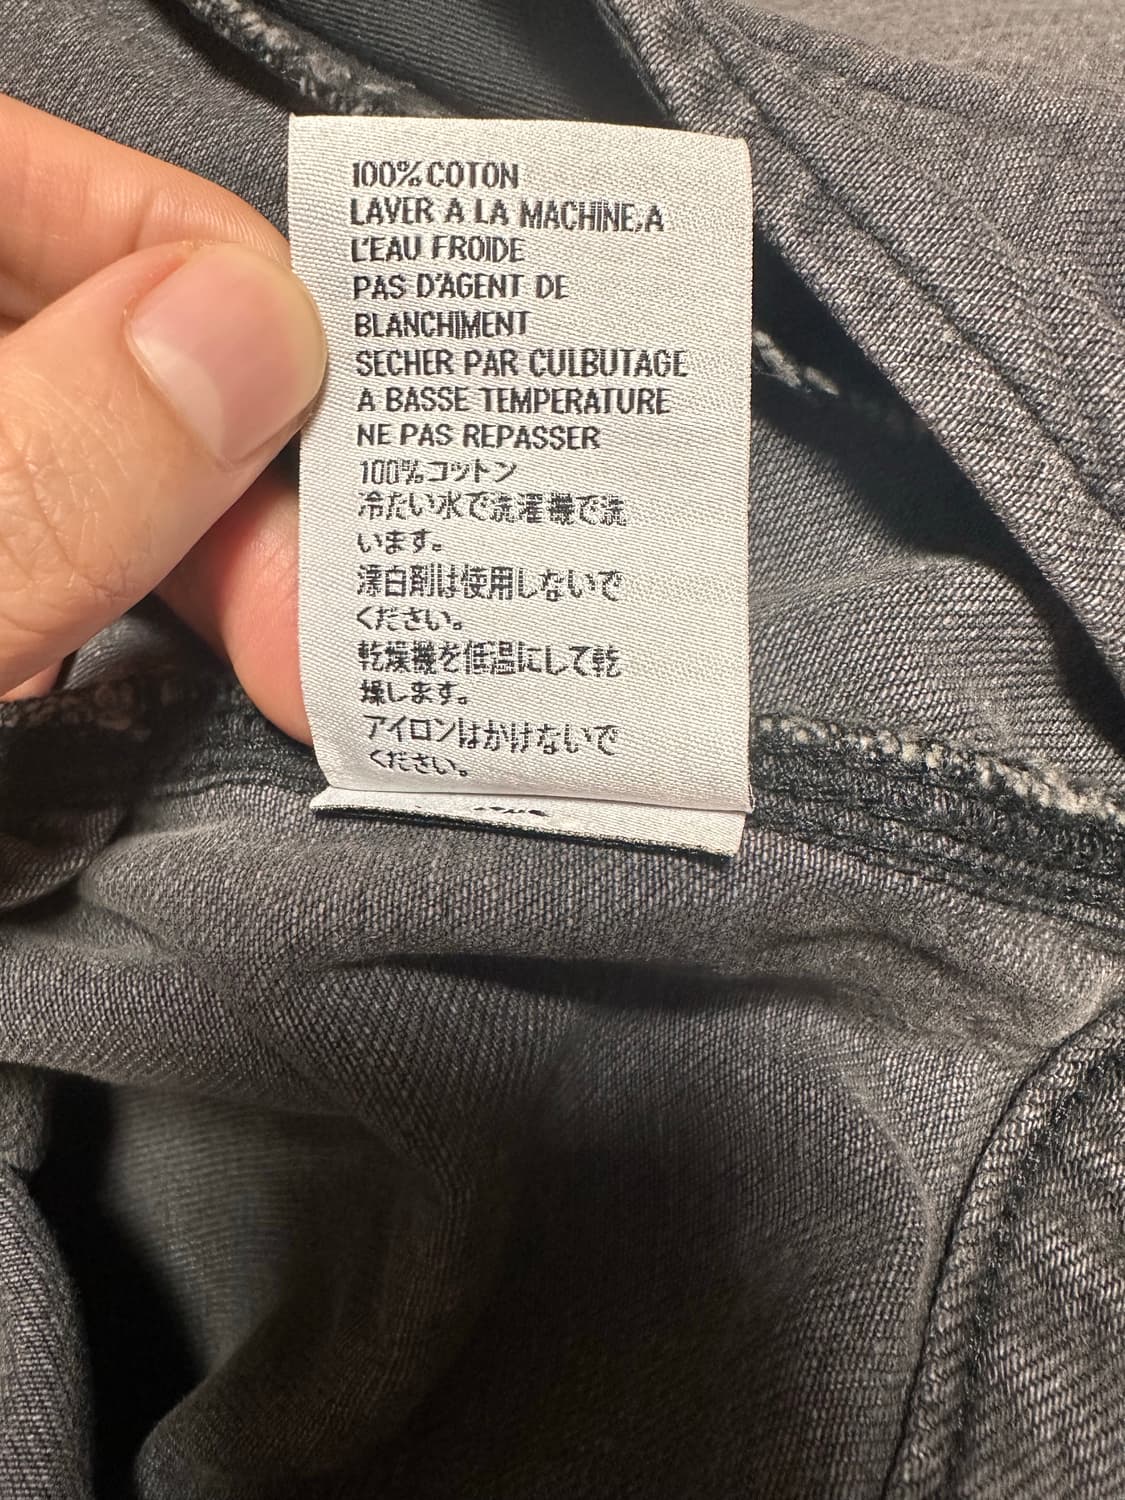 100% COTON
LAVER A LA MACHINE,A
L'EAU FROIDE
PAS D'AGENT DE
BLANCHIMENT
SECHER PAR CULBUTAGE
A BASSE TEMPERATURE
NE PAS REPASSER
100%コットン
冷たい水で洗濯機で洗
います。
漂白剤は使用しないで
ください。
乾燥機を低温にして乾
燥します。
アイロンはかけないで
ください。